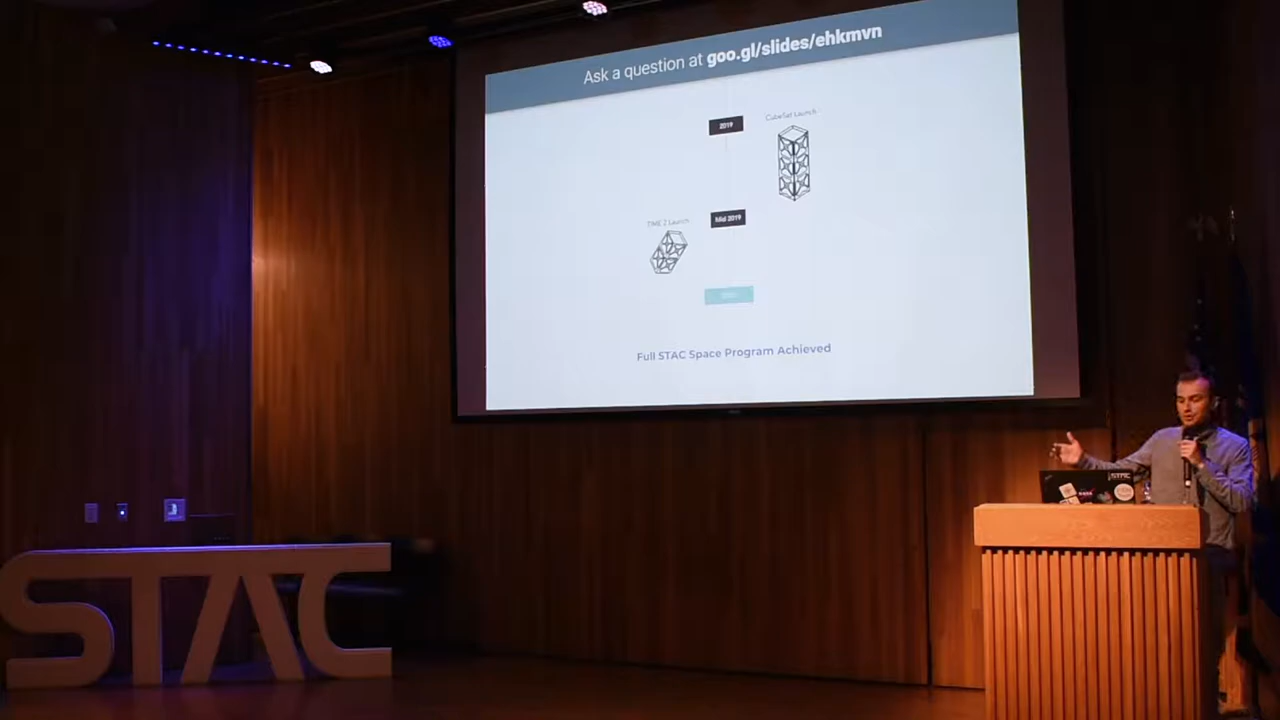 Ask a question at goo.gl/slides/ehkmvn
2019
CubeSat Launch
TIME 2 Launch
Mid 2019
Full STAC Space Program Achieved
STAC
STAC